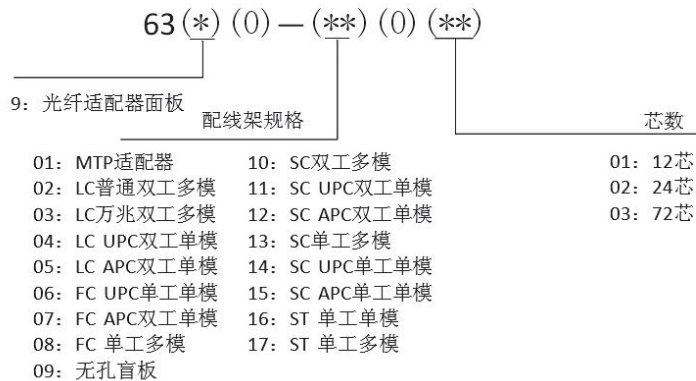 63(*)(0)—(**)(0)(**)
9：光纤适配器面板
配线架规格
芯数
01：MTP适配器
02：LC普通双工多模
03：LC万兆双工多模
04：LC UPC双工单模
05：LC APC双工单模
06：FC UPC单工单模
07：FC APC双工单模
08：FC 单工多模
09：无孔盲板
10：SC双工多模
11：SC UPC双工单模
12：SC APC双工单模
13：SC单工多模
14：SC UPC单工单模
15：SC APC单工单模
16：ST 单工单模
17：ST 单工多模
01：12芯
02：24芯
03：72芯